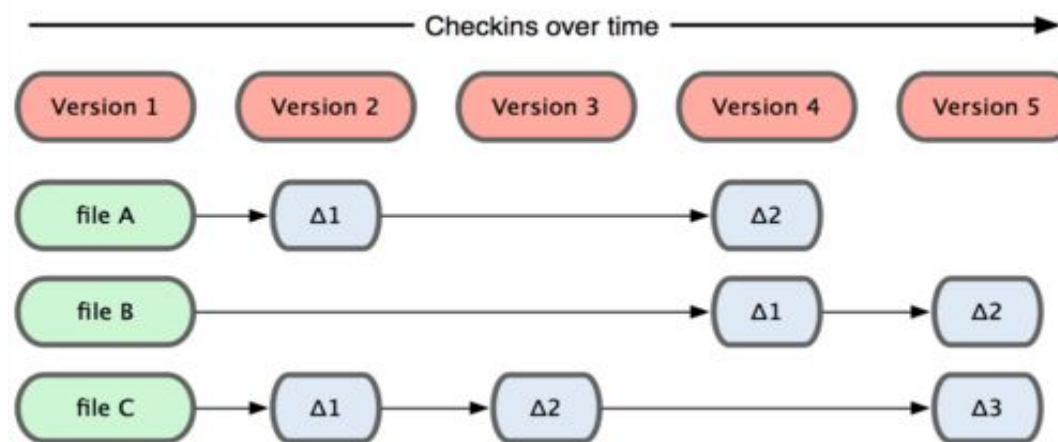 Checkins over time
Version 1 Version 2 Version 3 Version 4 Version 5
file A Δ1 Δ2
file B Δ1 Δ2
file C Δ1 Δ2 Δ3